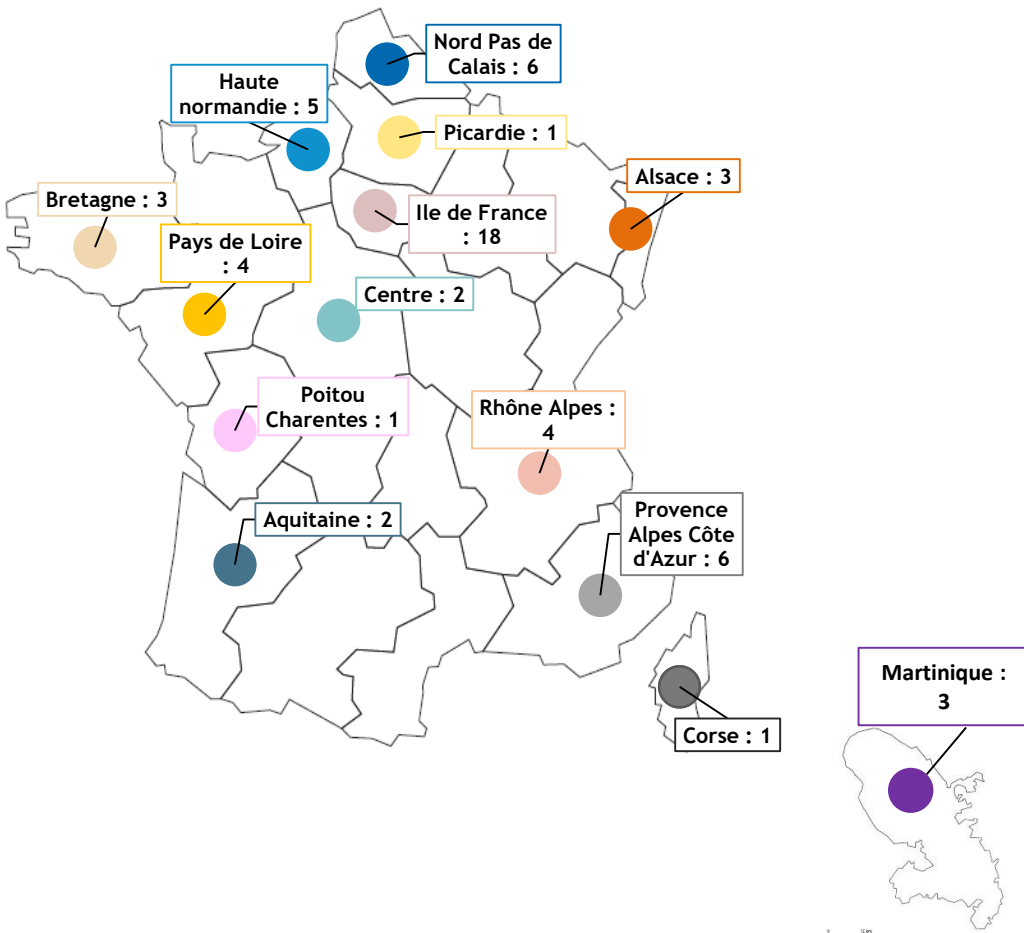 Nord Pas de
Calais : 6
Haute
normandie : 5
Picardie : 1
Alsace : 3
Bretagne : 3
Ile de France
: 18
Pays de Loire
: 4
Centre : 2
Poitou
Charentes : 1
Rhône Alpes :
4
Aquitaine : 2
Provence
Alpes Côte
d'Azur : 6
Martinique :
3
Corse : 1